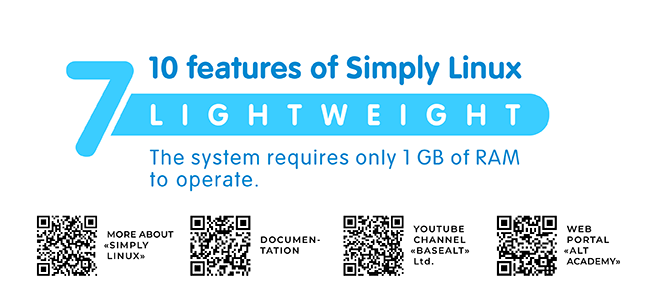 7
10 features of Simply Linux
LIGHTWEIGHT
The system requires only 1 GB of RAM
to operate.
MORE ABOUT
«SIMPLY
LINUX»
DOCUMEN-
TATION
YOUTUBE
CHANNEL
«BASEALT»
Ltd.
WEB
PORTAL
«ALT
ACADEMY»